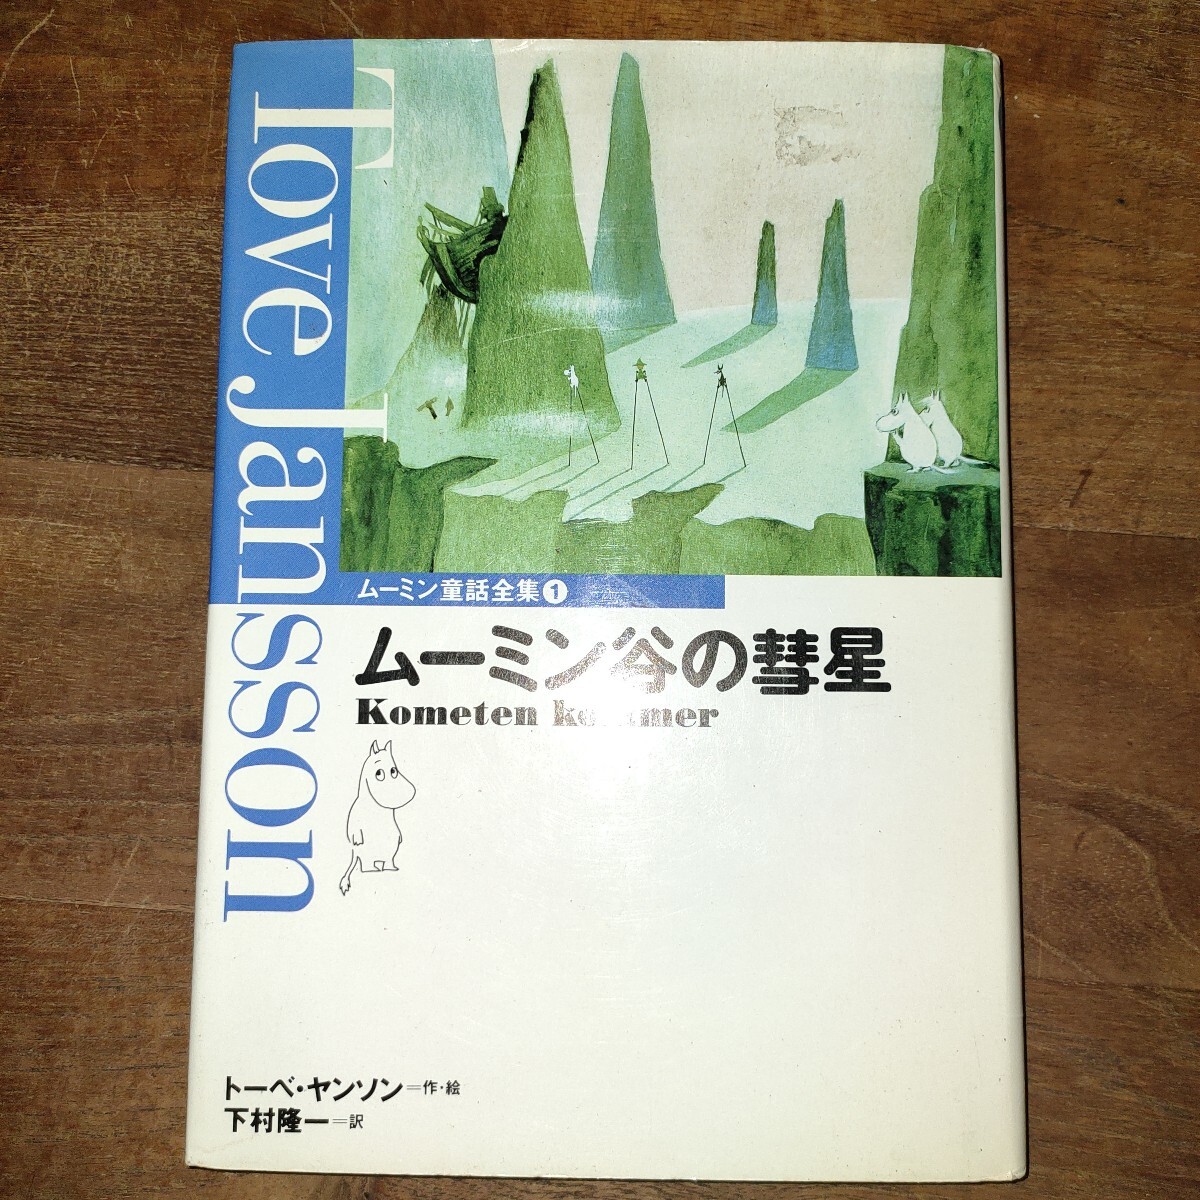 Tove Jansson
ムーミン童話全集❶
ムーミン谷の彗星
Kometen kommer
トーベ・ヤンソン＝作・絵
下村隆一＝訳